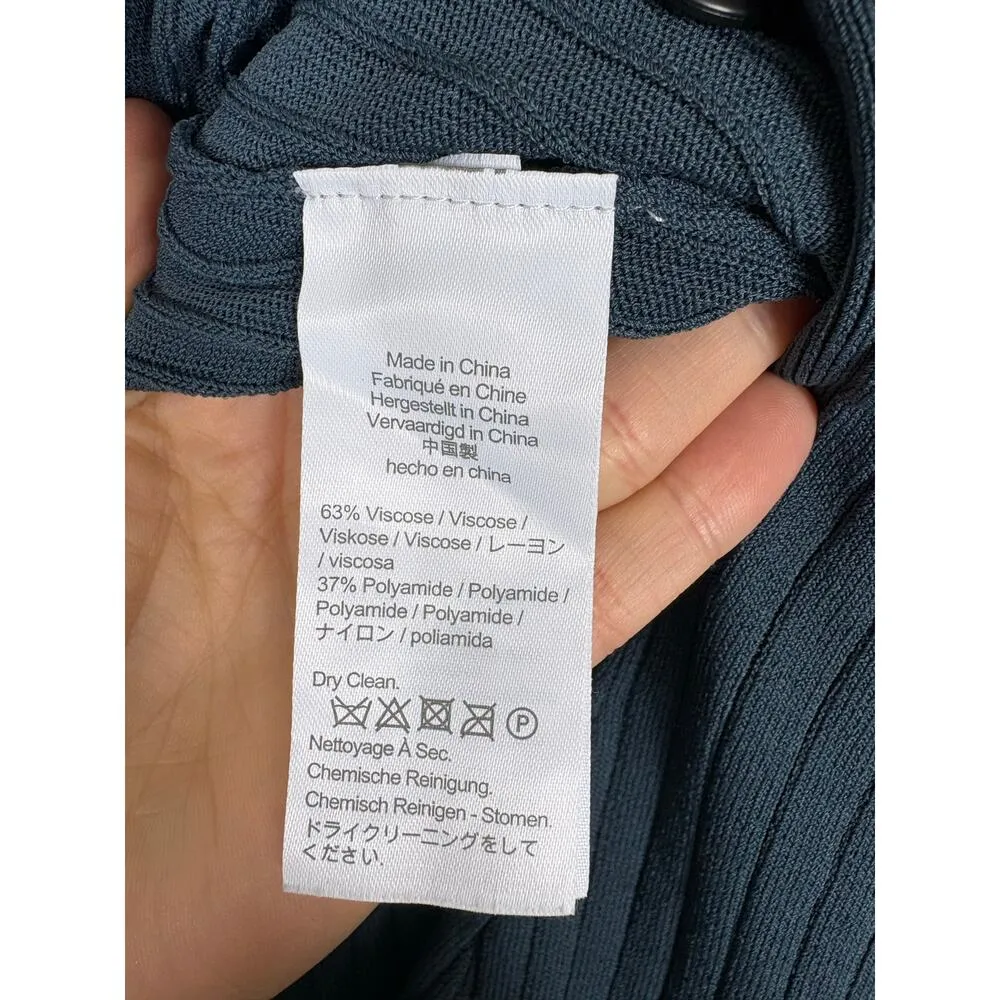 Made in China
Fabriqué en Chine
Hergestellt in China
Vervaardigd in China
中国製
hecho en china
63% Viscose / Viscose /
Viskose / Viscose / レーヨン
/ viscosa
37% Polyamide / Polyamide /
Polyamide / Polyamide /
ナイロン / poliamida
Dry Clean.
P
Nettoyage À Sec.
Chemische Reinigung.
Chemisch Reinigen - Stomen.
ドライクリーニングをして
ください.